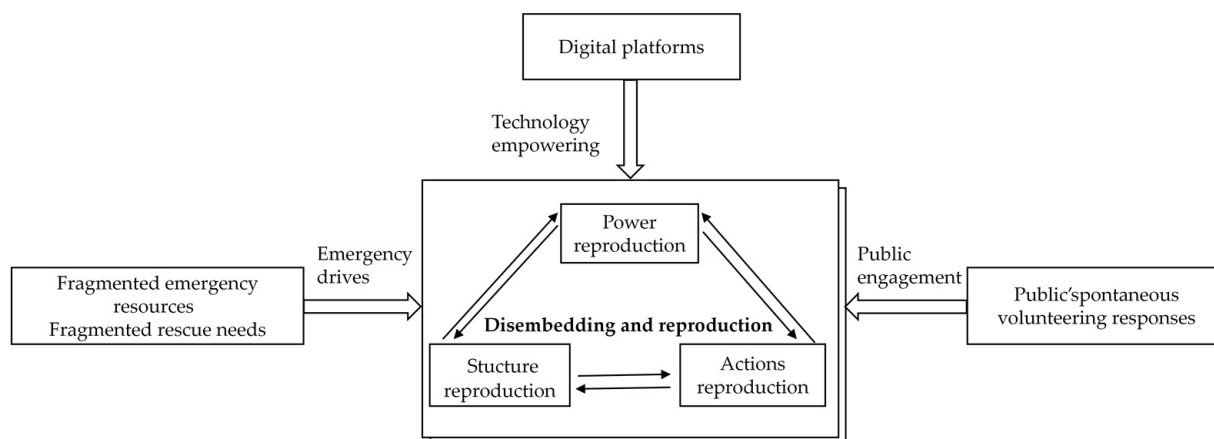 Digital platforms
Technology
empowering
Power
reproduction
Emergency
drives
Public
engagement
Fragmented emergency
resources
Fragmented rescue needs
Public'spontaneous
volunteering responses
Disembedding and reproduction
Stucture
reproduction
Actions
reproduction